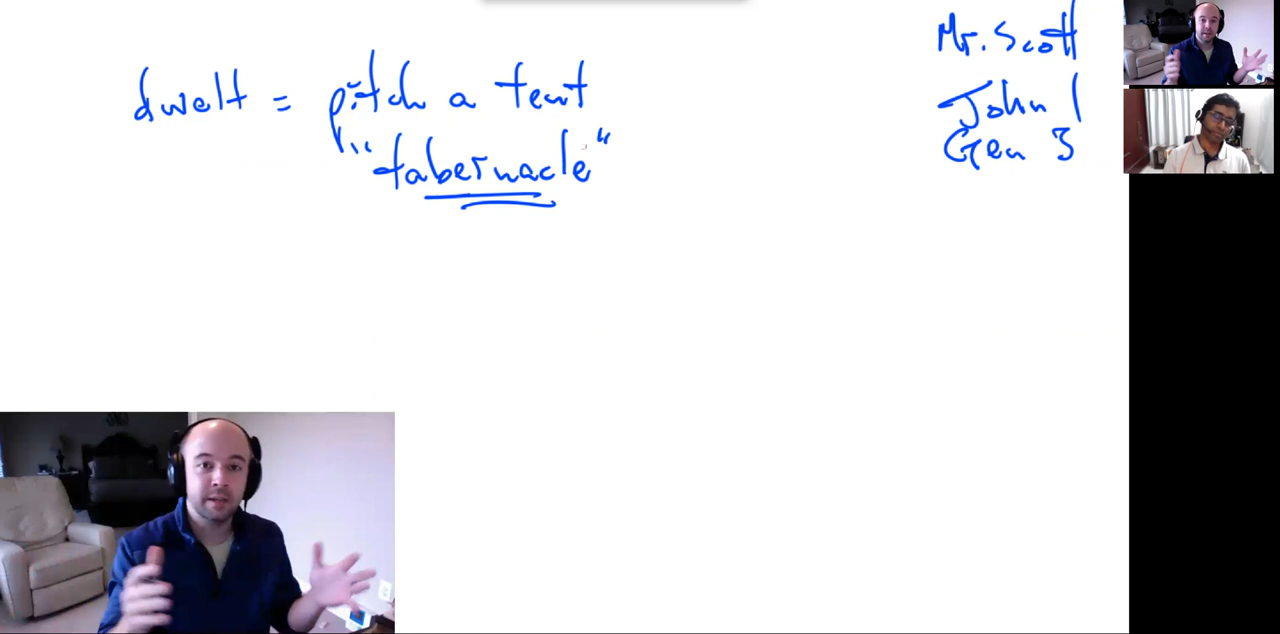 dwelt = pitch a tent
"tabernacle"
Mr. Scott
John 1
Gen 3